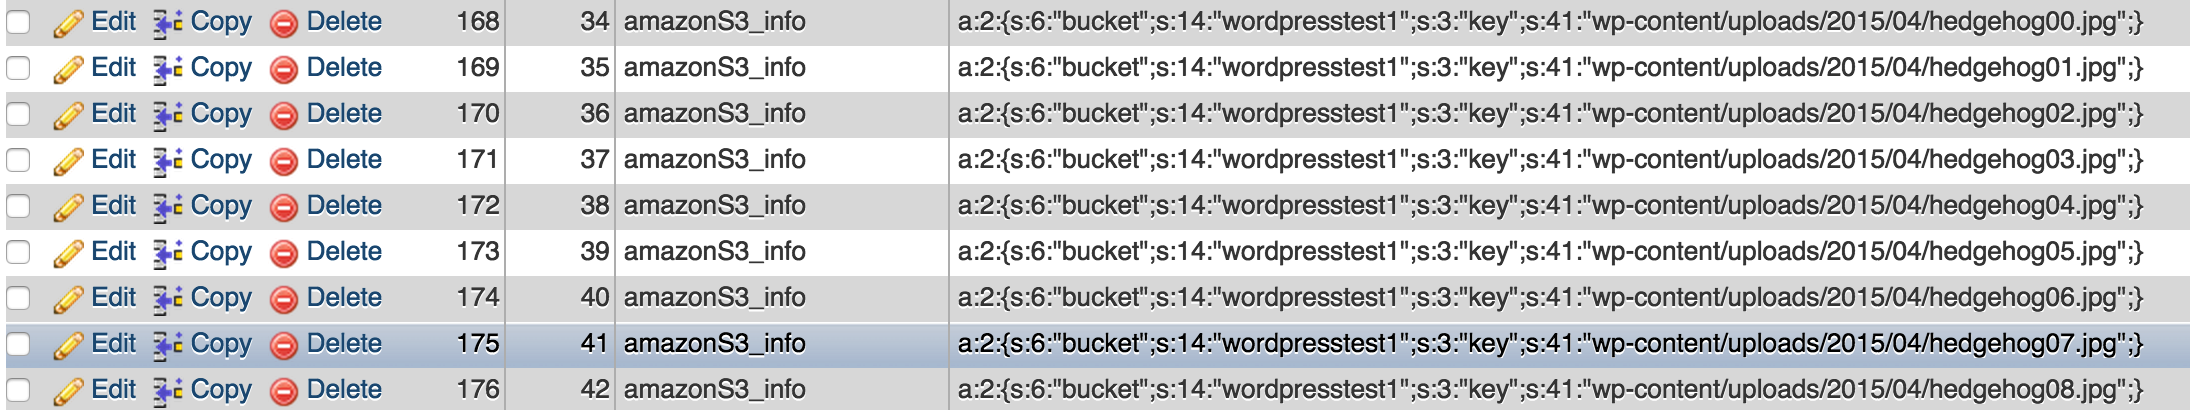 Edit Copy Delete 168 34 amazonS3_info a:2:{s:6:"bucket";s:14:"wordpresstest1";s:3:"key";s:41:"wp-content/uploads/2015/04/hedgehog00.jpg";}
Edit Copy Delete 169 35 amazonS3_info a:2:{s:6:"bucket";s:14:"wordpresstest1";s:3:"key";s:41:"wp-content/uploads/2015/04/hedgehog01.jpg";}
Edit Copy Delete 170 36 amazonS3_info a:2:{s:6:"bucket";s:14:"wordpresstest1";s:3:"key";s:41:"wp-content/uploads/2015/04/hedgehog02.jpg";}
Edit Copy Delete 171 37 amazonS3_info a:2:{s:6:"bucket";s:14:"wordpresstest1";s:3:"key";s:41:"wp-content/uploads/2015/04/hedgehog03.jpg";}
Edit Copy Delete 172 38 amazonS3_info a:2:{s:6:"bucket";s:14:"wordpresstest1";s:3:"key";s:41:"wp-content/uploads/2015/04/hedgehog04.jpg";}
Edit Copy Delete 173 39 amazonS3_info a:2:{s:6:"bucket";s:14:"wordpresstest1";s:3:"key";s:41:"wp-content/uploads/2015/04/hedgehog05.jpg";}
Edit Copy Delete 174 40 amazonS3_info a:2:{s:6:"bucket";s:14:"wordpresstest1";s:3:"key";s:41:"wp-content/uploads/2015/04/hedgehog06.jpg";}
Edit Copy Delete 175 41 amazonS3_info a:2:{s:6:"bucket";s:14:"wordpresstest1";s:3:"key";s:41:"wp-content/uploads/2015/04/hedgehog07.jpg";}
Edit Copy Delete 176 42 amazonS3_info a:2:{s:6:"bucket";s:14:"wordpresstest1";s:3:"key";s:41:"wp-content/uploads/2015/04/hedgehog08.jpg";}